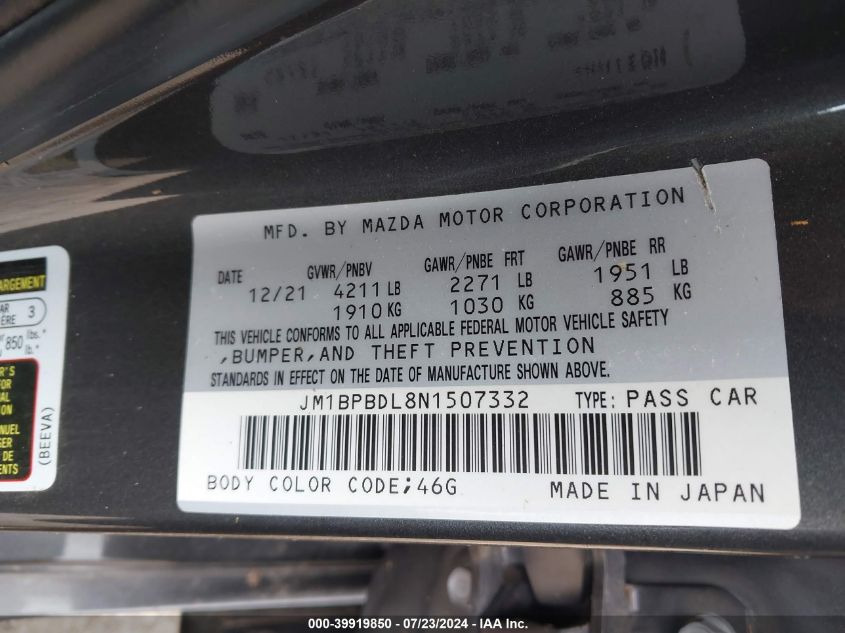 MFD. BY MAZDA MOTOR CORPORATION
DATE GVWR/PNBV GAWR/PNBE FRT GAWR/PNBE RR
12/21 4211 LB 2271 LB 1951 LB
1910 KG 1030 KG 885 KG
THIS VEHICLE CONFORMS TO ALL APPLICABLE FEDERAL MOTOR VEHICLE SAFETY
,BUMPER,AND THEFT PREVENTION
STANDARDS IN EFFECT ON THE DATE OF MANUFACTURE SHOWN ABOVE.
JM1BPBDL8N1507332 TYPE: PASS CAR
BODY COLOR CODE;46G MADE IN JAPAN
3
850 lbs.
(BEEVA)
000-39919850 - 07/23/2024 - IAA Inc.